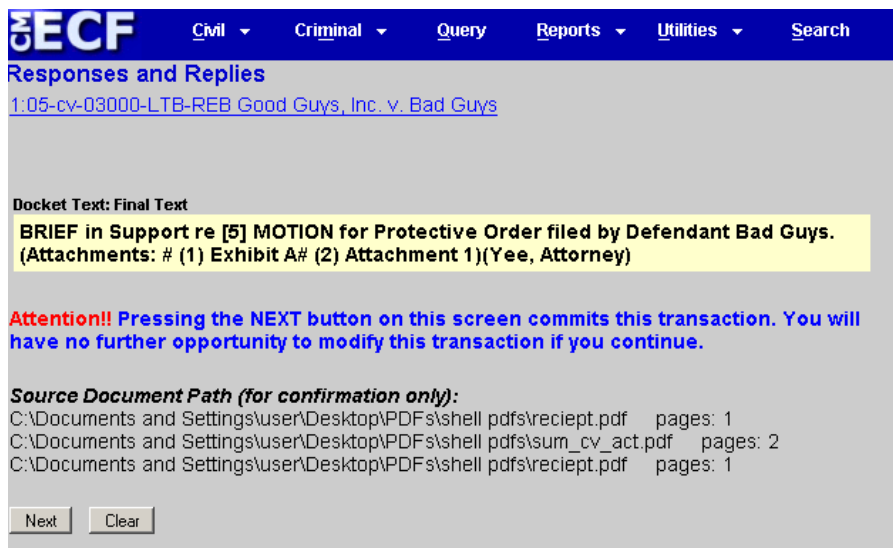 CM ECF Civil Criminal Query Reports Utilities Search
Responses and Replies
1:05-cv-03000-LTB-REB Good Guys, Inc. v. Bad Guys
Docket Text: Final Text
BRIEF in Support re [5] MOTION for Protective Order filed by Defendant Bad Guys.
(Attachments: # (1) Exhibit A# (2) Attachment 1)(Yee, Attorney)
Attention!! Pressing the NEXT button on this screen commits this transaction. You will
have no further opportunity to modify this transaction if you continue.
Source Document Path (for confirmation only):
C:\Documents and Settings\user\Desktop\PDFs\shell pdfs\reciept.pdf pages: 1
C:\Documents and Settings\user\Desktop\PDFs\shell pdfs\sum_cv_act.pdf pages: 2
C:\Documents and Settings\user\Desktop\PDFs\shell pdfs\reciept.pdf pages: 1
Next Clear